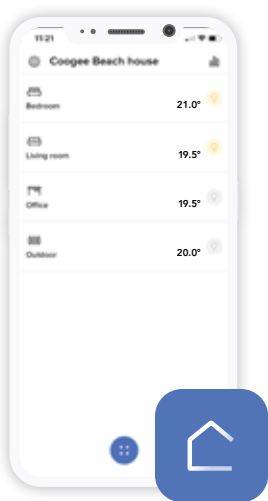 11:21
Coogee Beach house
Bedroom
21.0°
Living room
19.5°
Office
19.5°
Outdoor
20.0°